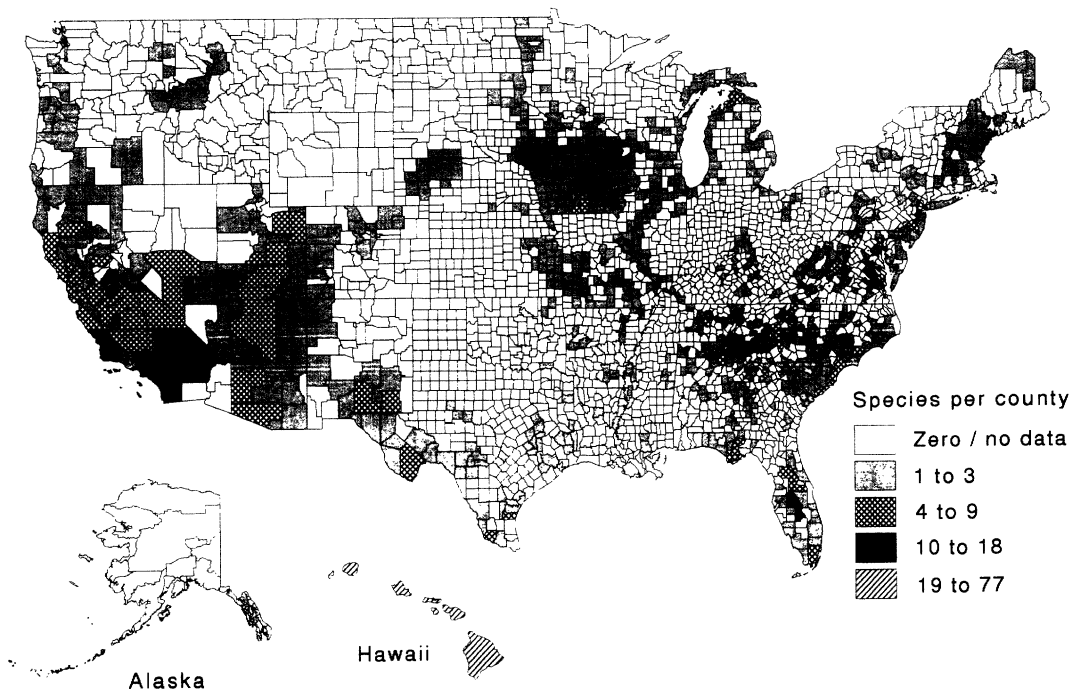 Species per county
Zero / no data
1 to 3
4 to 9
10 to 18
19 to 77
Hawaii
Alaska